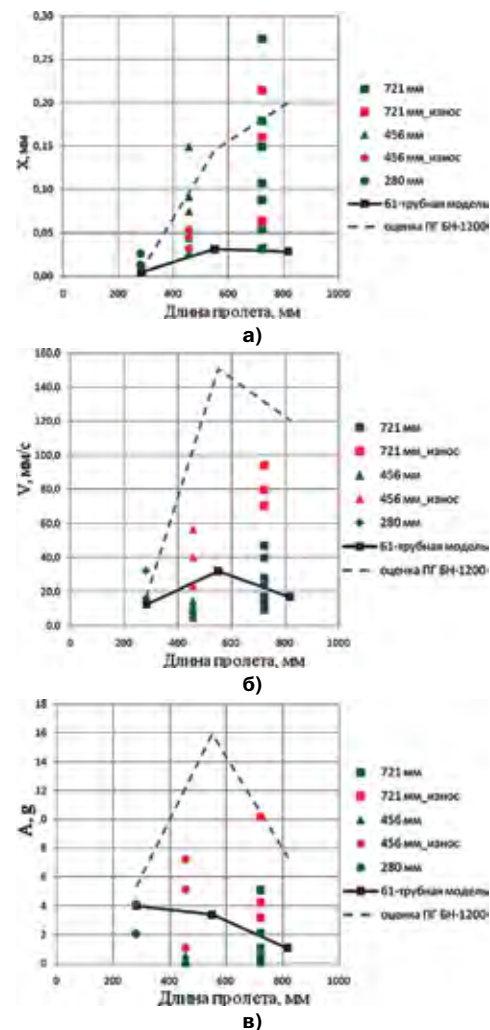 0,30
0,25
0,20
0,15
0,10
0,05
0,00
X, мм
0 200 400 600 800 1000
Длина пролета, мм
721 мм
721 мм_износ
456 мм
456 мм_износ
280 мм
61-трубная модель
оценка ПГ БН-1200
а)
160,0
140,0
120,0
100,0
80,0
60,0
40,0
20,0
0,0
V, мм/с
0 200 400 600 800 1000
Длина пролета, мм
721 мм
721 мм_износ
456 мм
456 мм_износ
280 мм
61-трубная модель
оценка ПГ БН-1200
б)
18
16
14
12
10
8
6
4
2
0
A, g
0 200 400 600 800 1000
Длина пролета, мм
721 мм
721 мм_износ
456 мм
456 мм_износ
280 мм
61-трубная модель
оценка ПГ БН-1200
в)